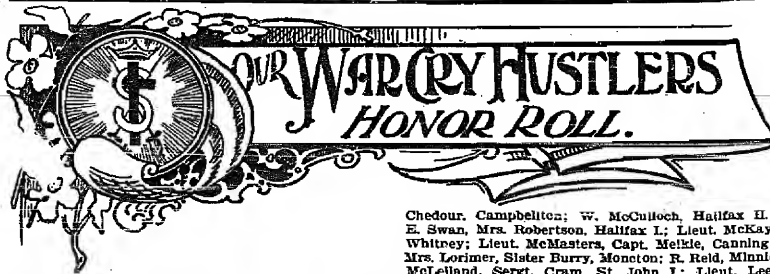 OUR WAR CRY HUSTLERS
HONOR ROLL.
Chedour, Campbellton; W. McCulloch, Halifax II.
E. Swan, Mrs. Robertson, Halifax I.; Lieut. McKay
Whitney; Lieut. McMasters, Capt. Meikle, Canning
Mrs. Lorimer, Sister Burry, Moncton; R. Reid, Minnie
McLelland, Sergt. Cram, St. John I.; Lieut. Lee